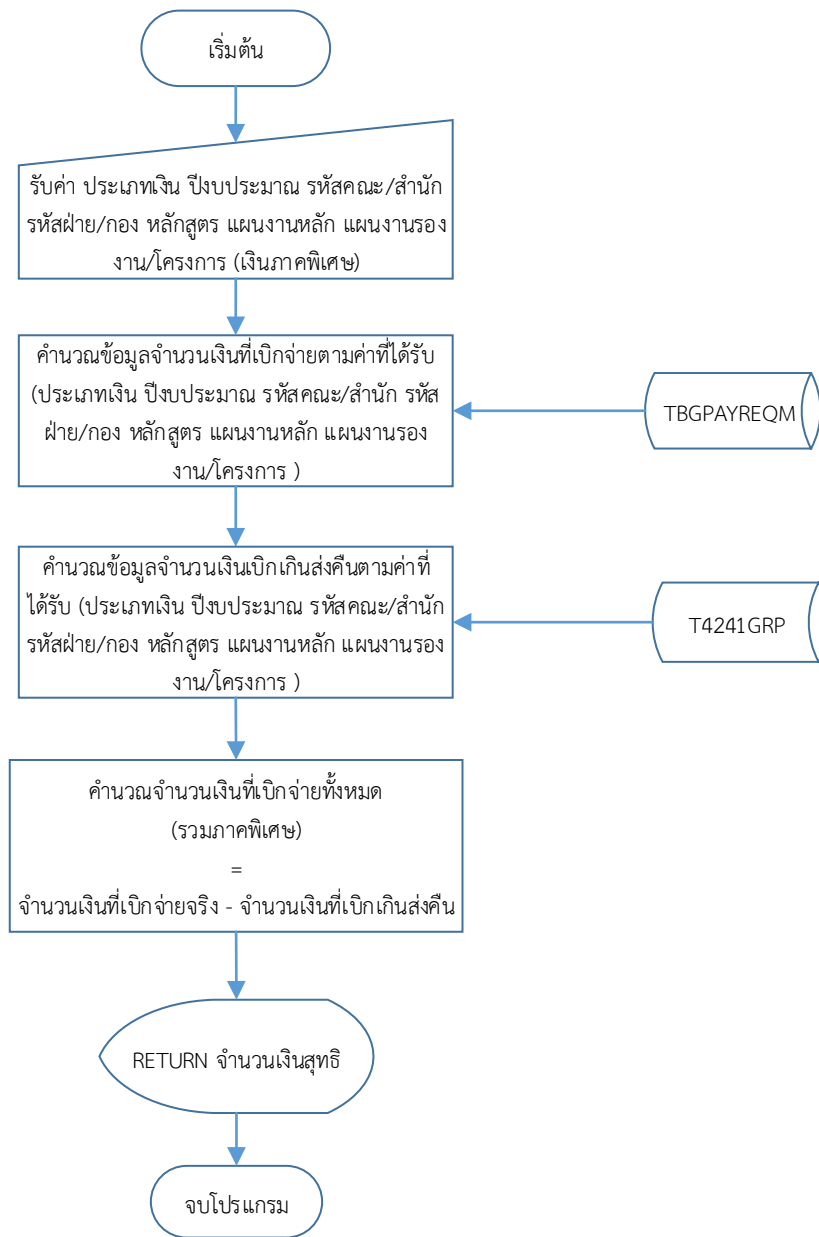 เริ่มต้น
รับค่า ประเภทเงิน ปีงบประมาณ รหัสคณะ/สำนัก
รหัสฝ่าย/กอง หลักสูตร แผนงานหลัก แผนงานรอง
งาน/โครงการ (เงินภาคพิเศษ)
คำนวณข้อมูลจำนวนเงินที่เบิกจ่ายตามค่าที่ได้รับ
(ประเภทเงิน ปีงบประมาณ รหัสคณะ/สำนัก รหัส
ฝ่าย/กอง หลักสูตร แผนงานหลัก แผนงานรอง
งาน/โครงการ )
TBGPAYREQM
คำนวณข้อมูลจำนวนเงินเบิกเกินส่งคืนตามค่าที่
ได้รับ (ประเภทเงิน ปีงบประมาณ รหัสคณะ/สำนัก
รหัสฝ่าย/กอง หลักสูตร แผนงานหลัก แผนงานรอง
งาน/โครงการ )
T4241GRP
คำนวณจำนวนเงินที่เบิกจ่ายทั้งหมด
(รวมภาคพิเศษ)
=
จำนวนเงินที่เบิกจ่ายจริง - จำนวนเงินที่เบิกเกินส่งคืน
RETURN จำนวนเงินสุทธิ
จบโปรแกรม